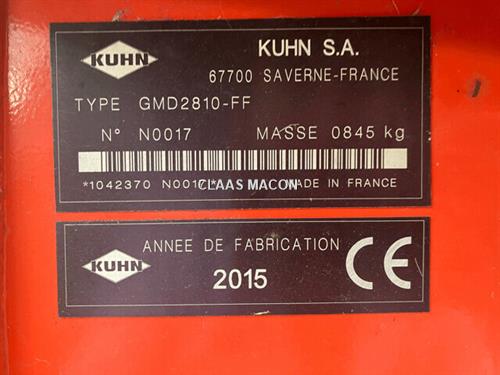 KUHN
KUHN S.A.
67700 SAVERNE-FRANCE
TYPE GMD2810-FF
N° N0017 MASSE 0845 kg
*1042370 N0017* MADE IN FRANCE
CLAAS MACON
KUHN
ANNEE DE FABRICATION
2015
CE